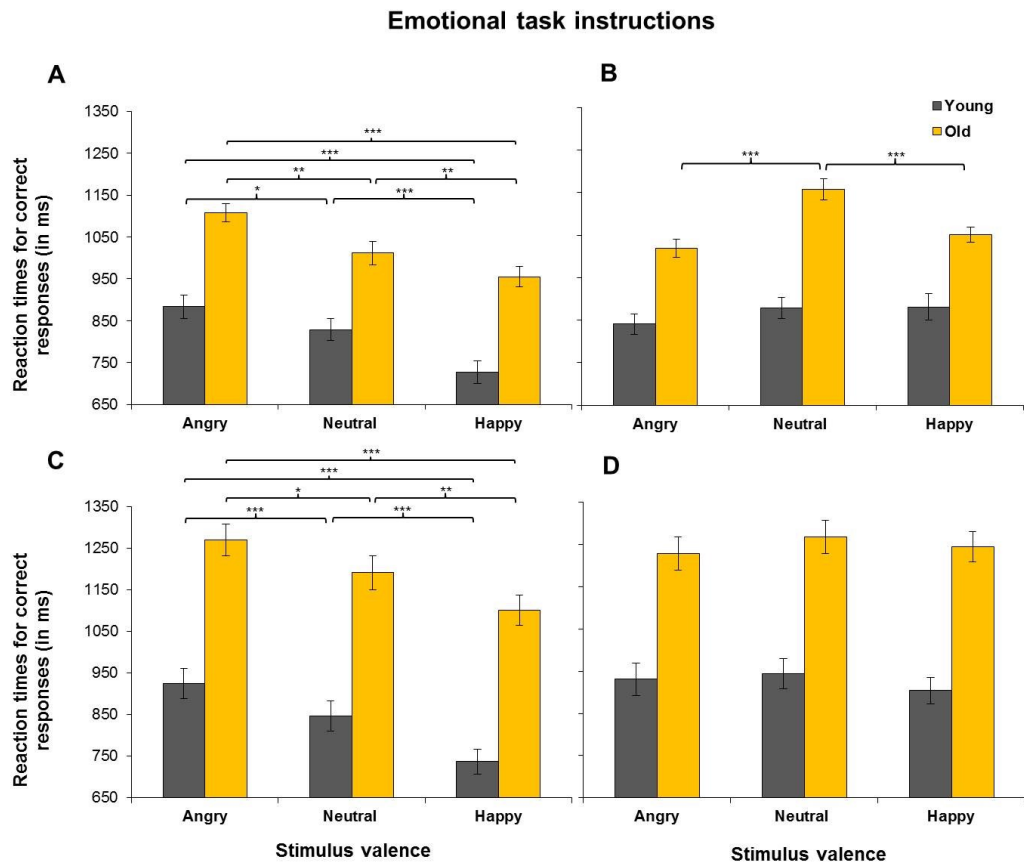 Emotional task instructions
A
B
Reaction times for correct
responses (in ms)
1350
1250
1150
1050
950
850
750
650
***
***
**
**
*
***
Angry
Neutral
Happy
Young
Old
***
***
Angry
Neutral
Happy
C
D
Reaction times for correct
responses (in ms)
1350
1250
1150
1050
950
850
750
650
***
***
*
**
***
***
Angry
Neutral
Happy
Stimulus valence
Angry
Neutral
Happy
Stimulus valence